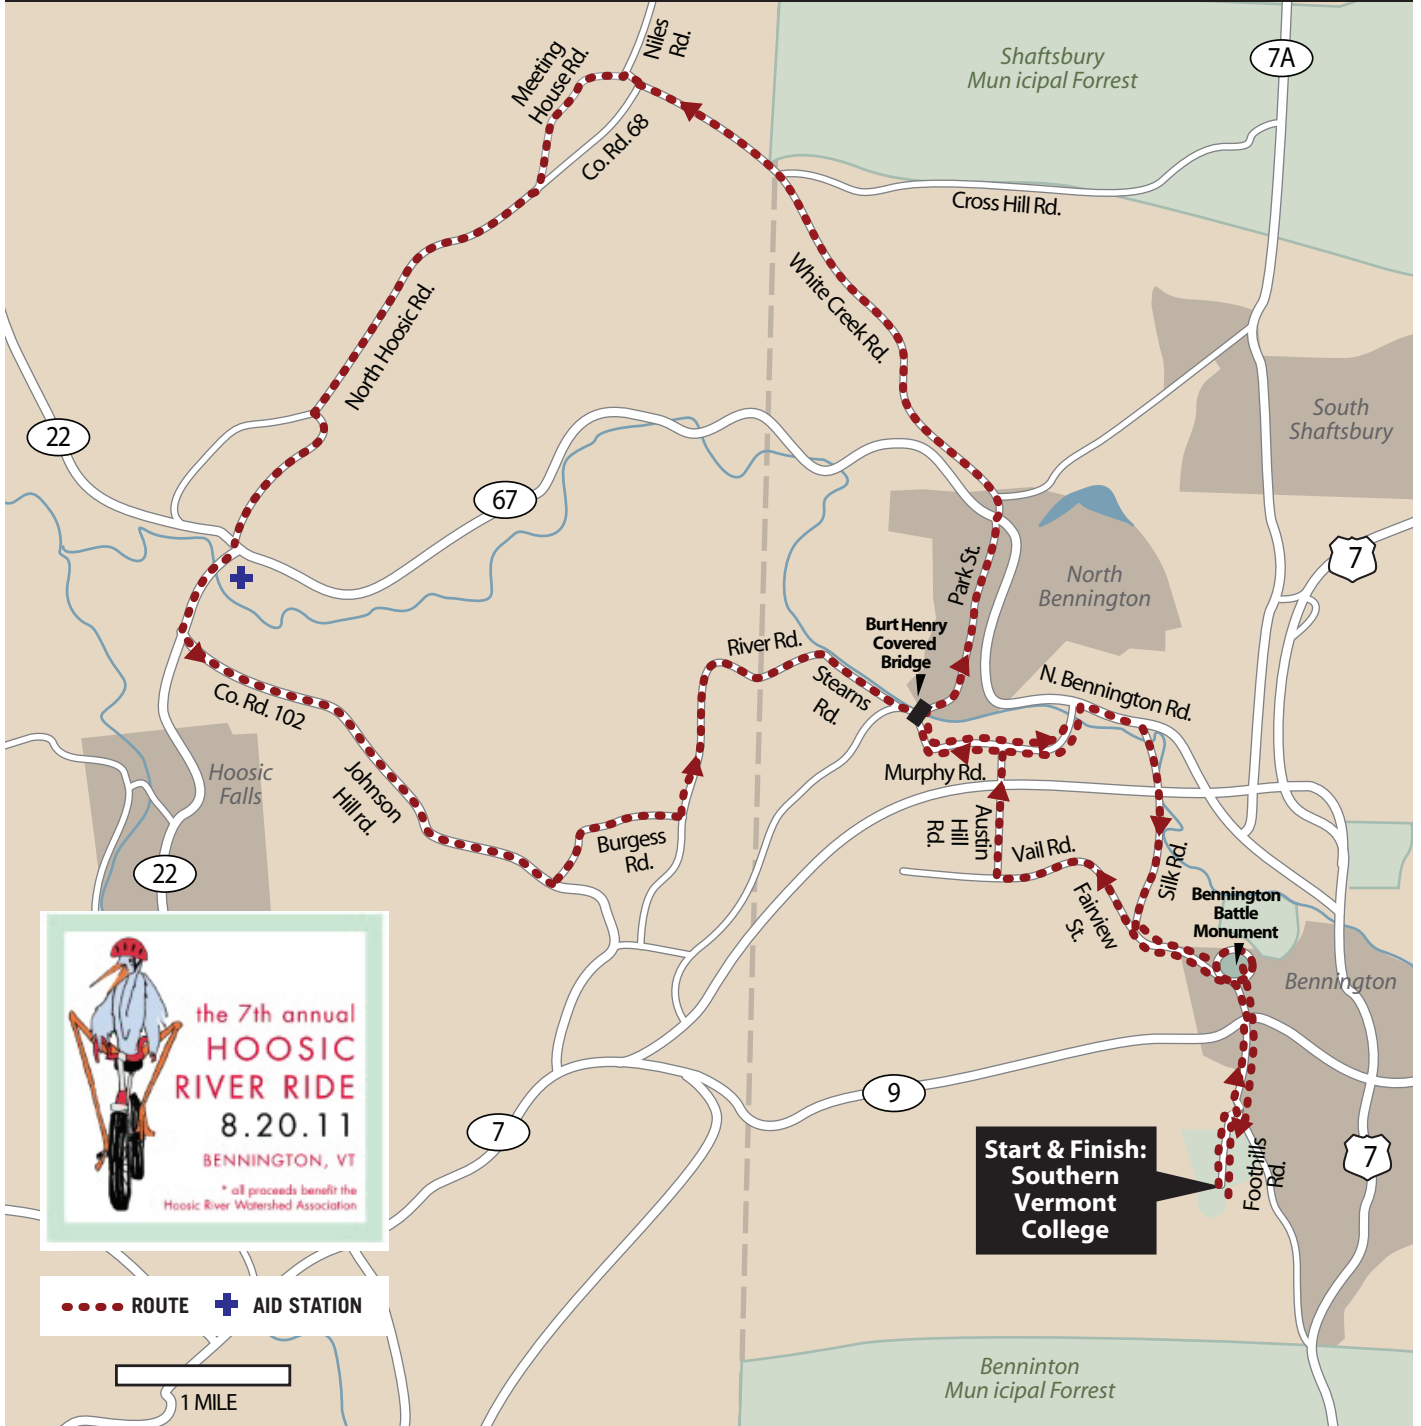 Niles
Rd.
Meeting
House Rd.
Co. Rd. 68
Shaftsbury
Mun icipal Forrest
7A
Cross Hill Rd.
White Creek Rd.
North Hoosic Rd.
22
67
South
Shaftsbury
7
North
Bennington
Park St.
Burt Henry
Covered
Bridge
River Rd.
Stearns
Rd.
N. Bennington Rd.
Co. Rd. 102
Hoosic
Falls
Johnson
Hill rd.
Murphy Rd.
Austin
Hill
Rd.
Burgess
Rd.
Vail Rd.
Silk Rd.
22
Fairview
St.
Bennington
Battle
Monument
Bennington
the 7th annual
HOOSIC
RIVER RIDE
8.20.11
BENNINGTON, VT
* all proceeds benefit the
Hoosic River Watershed Association
9
7
7
Start & Finish:
Southern
Vermont
College
Foothills
Rd.
ROUTE
AID STATION
1 MILE
Benninton
Mun icipal Forrest